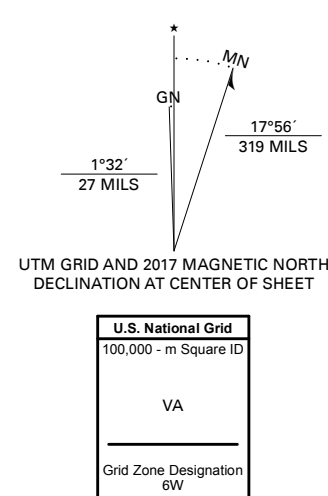 ★
MN
GN
17°56´
319 MILS
1°32´
27 MILS
UTM GRID AND 2017 MAGNETIC NORTH
DECLINATION AT CENTER OF SHEET
U.S. National Grid
100,000 - m Square ID
VA
Grid Zone Designation
6W